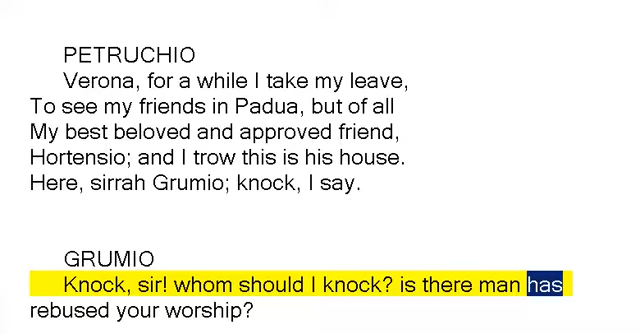 PETRUCHIO
Verona, for a while I take my leave,
To see my friends in Padua, but of all
My best beloved and approved friend,
Hortensio; and I trow this is his house.
Here, sirrah Grumio; knock, I say.
GRUMIO
Knock, sir! whom should I knock? is there man has
rebused your worship?